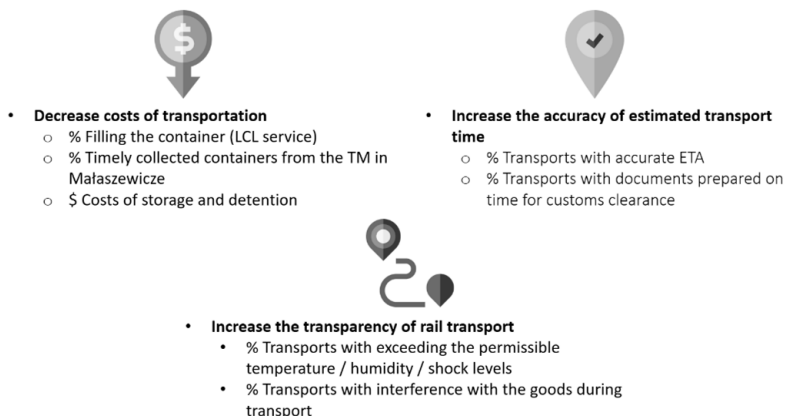 $
• Decrease costs of transportation
o % Filling the container (LCL service)
o % Timely collected containers from the TM in
Małaszewicze
o $ Costs of storage and detention
• Increase the accuracy of estimated transport
time
o % Transports with accurate ETA
o % Transports with documents prepared on
time for customs clearance
• Increase the transparency of rail transport
• % Transports with exceeding the permissible
temperature / humidity / shock levels
• % Transports with interference with the goods during
transport